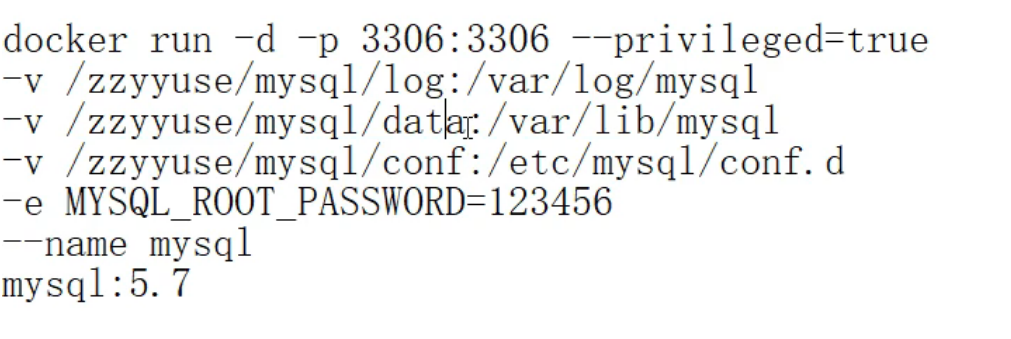 docker run -d -p 3306:3306 --privileged=true
-v /zzyyuse/mysql/log:/var/log/mysql
-v /zzyyuse/mysql/data:/var/lib/mysql
-v /zzyyuse/mysql/conf:/etc/mysql/conf.d
-e MYSQL_ROOT_PASSWORD=123456
--name mysql
mysql:5.7